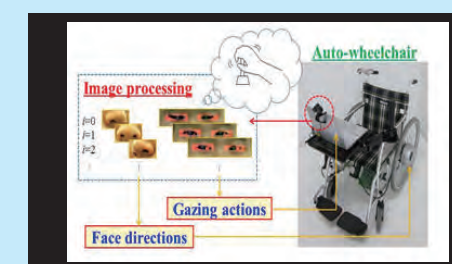 Auto-wheelchair
Image processing
i=0
i=1
i=2
Gazing actions
Face directions